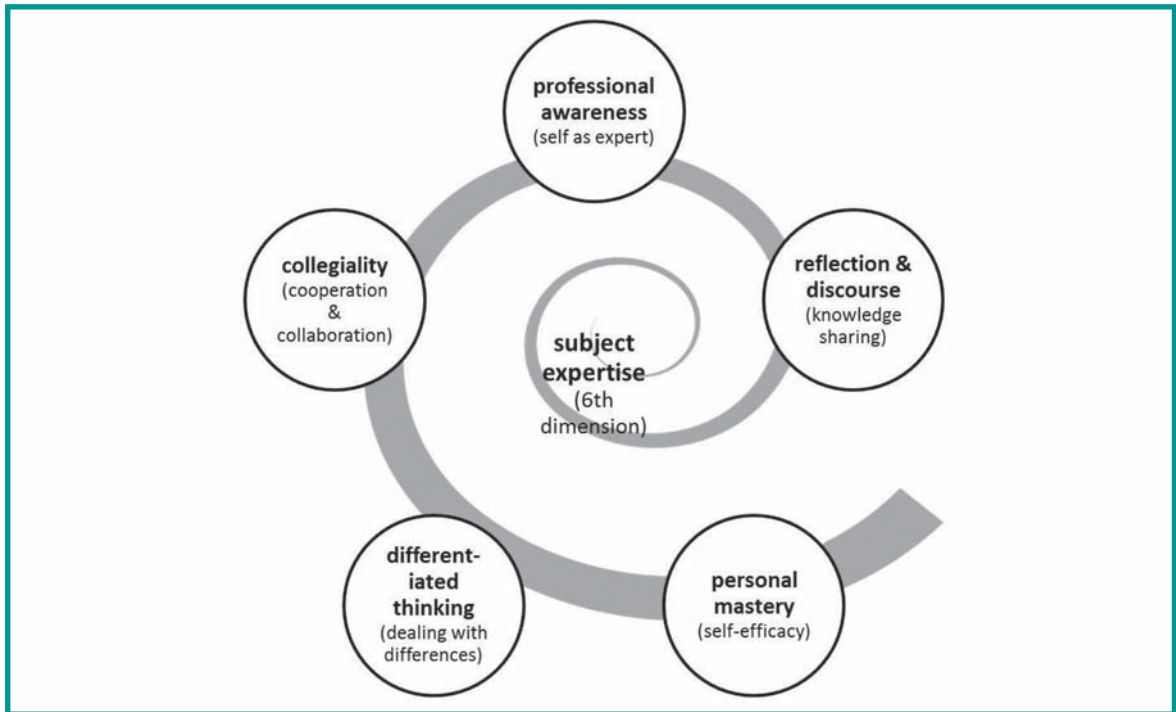 professional
awareness
(self as expert)
collegiality
(cooperation
&
collaboration)
reflection &
discourse
(knowledge
sharing)
subject
expertise
(6th
dimension)
different-
iated
thinking
(dealing with
differences)
personal
mastery
(self-efficacy)